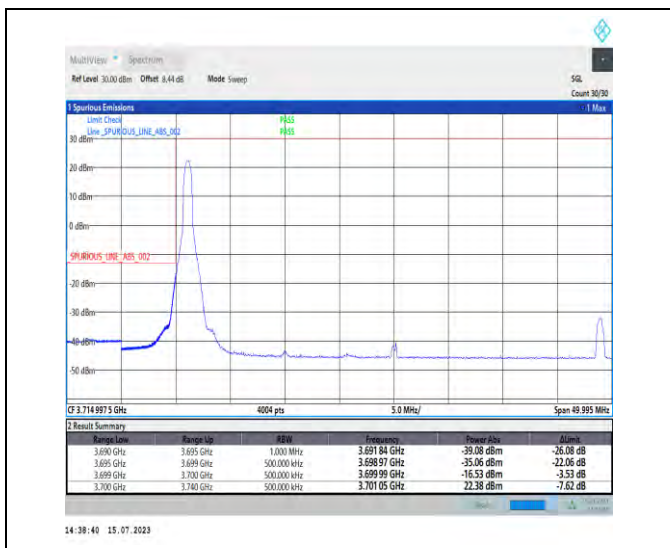 MultiView Spectrum
Ref Level 30.00 dBm Offset 8.44 dB Mode Sweep SGL
Count 30/30
1 Spurious Emissions 1 Max
Limit Check PASS
Line _SPURIOUS_LINE_ABS_002 PASS
30 dBm
20 dBm
10 dBm
0 dBm
SPURIOUS_LINE_ABS_002
-20 dBm
-30 dBm
-40 dBm
-50 dBm
CF 3.714 997 5 GHz 4004 pts 5.0 MHz/ Span 49.995 MHz
2 Result Summary
Range Low Range Up RBW Frequency Power Abs ΔLimit
3.690 GHz 3.695 GHz 1.000 MHz 3.691 84 GHz -39.08 dBm -26.08 dB
3.695 GHz 3.699 GHz 500.000 kHz 3.698 97 GHz -35.06 dBm -22.06 dB
3.699 GHz 3.700 GHz 500.000 kHz 3.699 99 GHz -16.53 dBm -3.53 dB
3.700 GHz 3.740 GHz 500.000 kHz 3.701 05 GHz 22.38 dBm -7.62 dB
14:38:40 15.07.2023